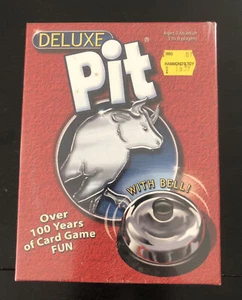 DELUXE
Pit
WITH BELL!
Over
100 Years
of Card Game
FUN